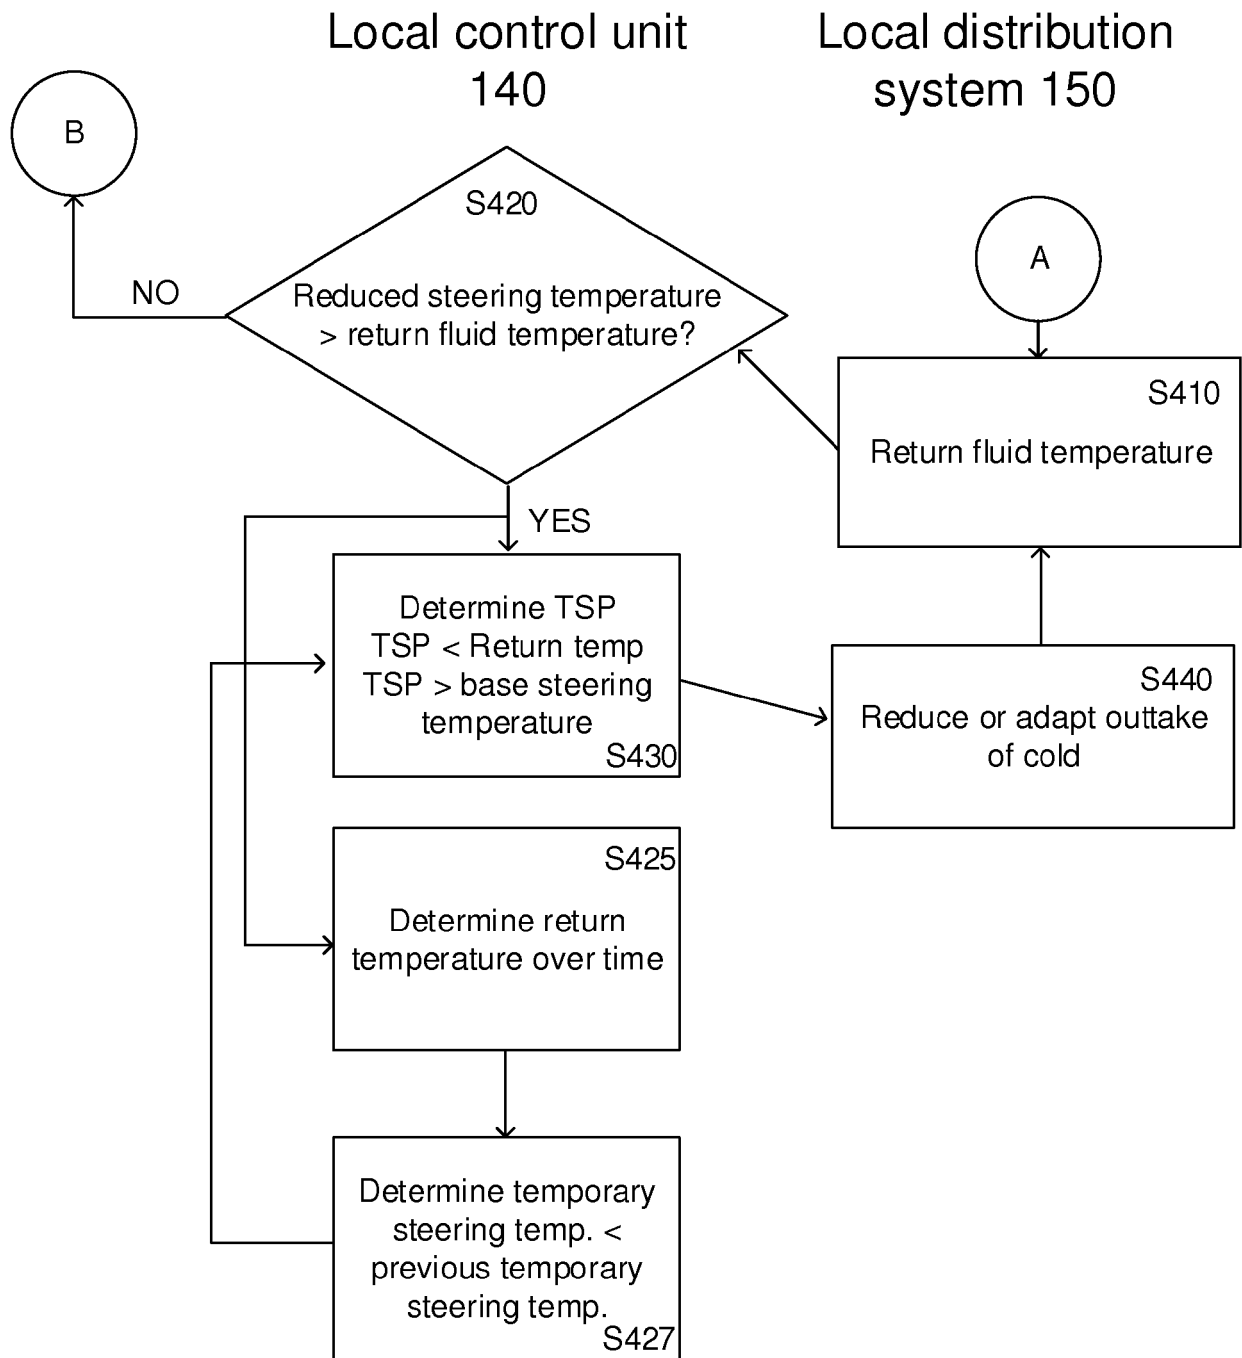 Local control unit
140
Local distribution
system 150
B
S420
Reduced steering temperature
> return fluid temperature?
NO
A
S410
Return fluid temperature
YES
Determine TSP
TSP < Return temp
TSP > base steering
temperature
S430
S440
Reduce or adapt outtake
of cold
S425
Determine return
temperature over time
Determine temporary
steering temp. <
previous temporary
steering temp.
S427